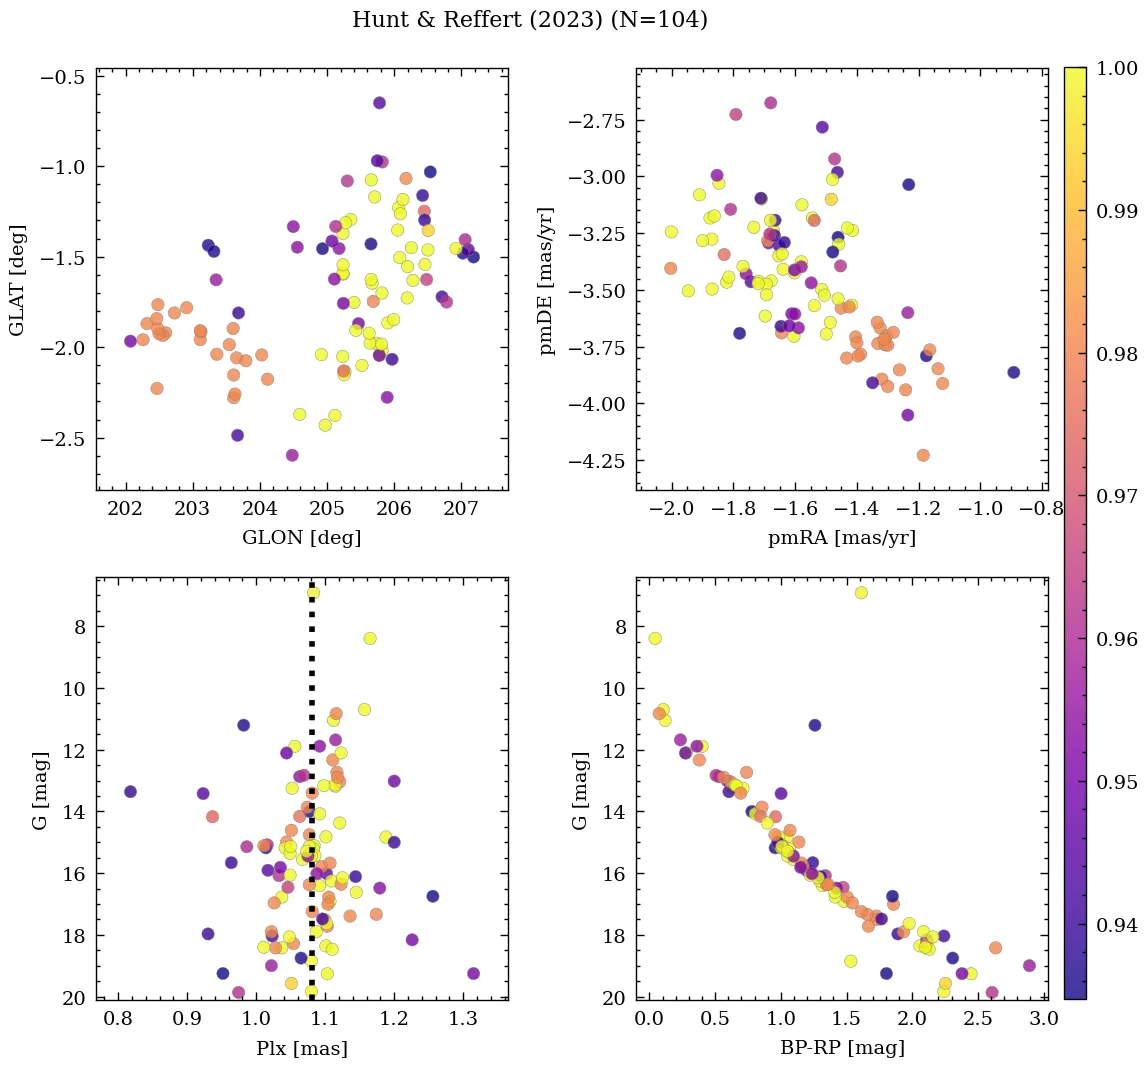 Hunt & Reffert (2023) (N=104)
−0.5
−1.0
−1.5
−2.0
−2.5
GLAT [deg]
202 203 204 205 206 207
GLON [deg]
−2.75
−3.00
−3.25
−3.50
−3.75
−4.00
−4.25
pmDE [mas/yr]
−2.0 −1.8 −1.6 −1.4 −1.2 −1.0 −0.8
pmRA [mas/yr]
8
10
12
14
16
18
20
G [mag]
0.8 0.9 1.0 1.1 1.2 1.3
Plx [mas]
8
10
12
14
16
18
20
G [mag]
0.0 0.5 1.0 1.5 2.0 2.5 3.0
BP-RP [mag]
1.00
0.99
0.98
0.97
0.96
0.95
0.94